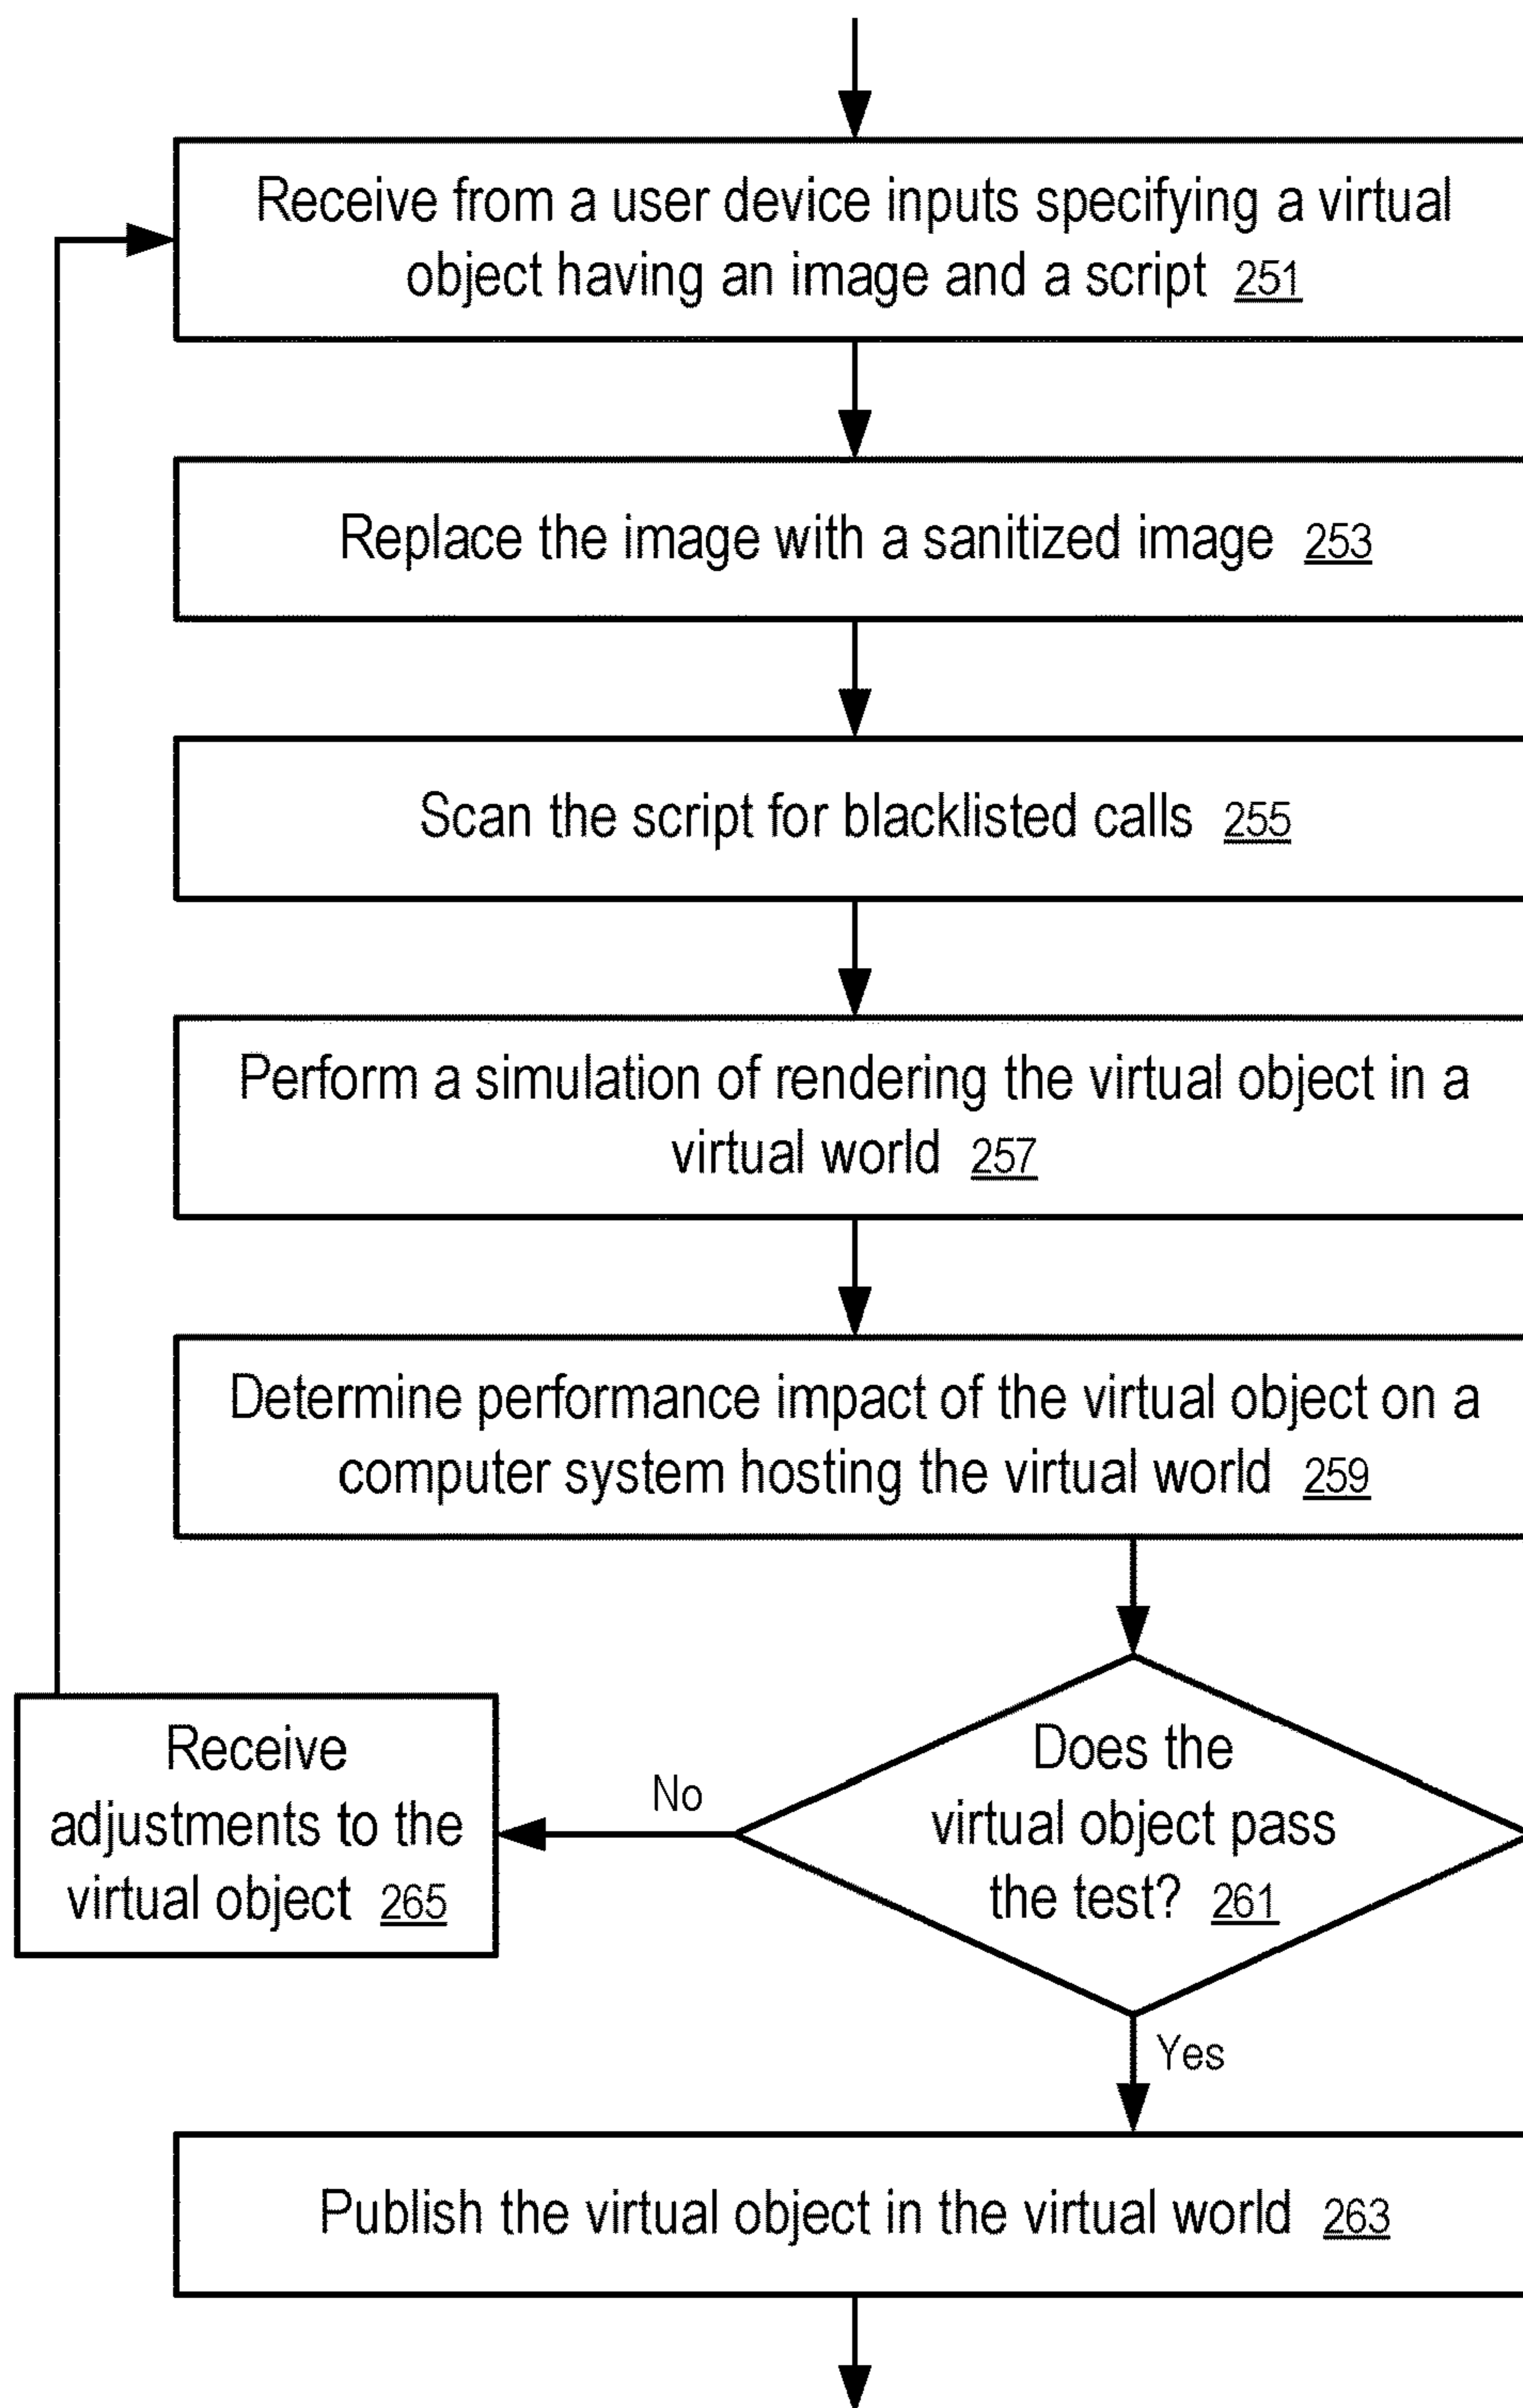 Receive from a user device inputs specifying a virtual
object having an image and a script 251
Replace the image with a sanitized image 253
Scan the script for blacklisted calls 255
Perform a simulation of rendering the virtual object in a
virtual world 257
Determine performance impact of the virtual object on a
computer system hosting the virtual world 259
Does the
virtual object pass
the test? 261
No
Receive
adjustments to the
virtual object 265
Yes
Publish the virtual object in the virtual world 263